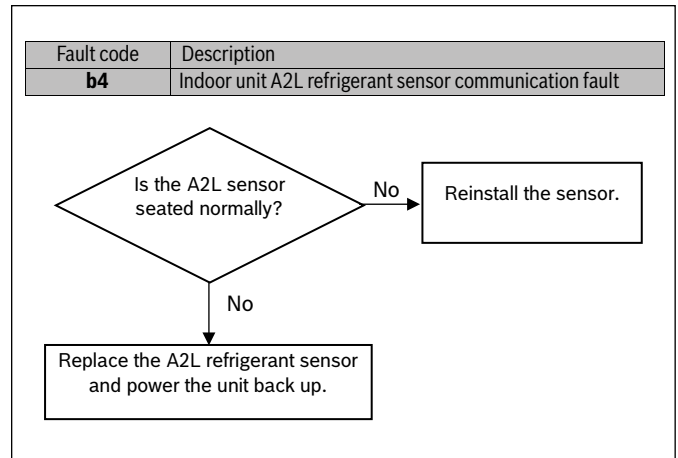 Fault code Description
b4 Indoor unit A2L refrigerant sensor communication fault
Is the A2L sensor
seated normally?
No
Reinstall the sensor.
No
Replace the A2L refrigerant sensor
and power the unit back up.